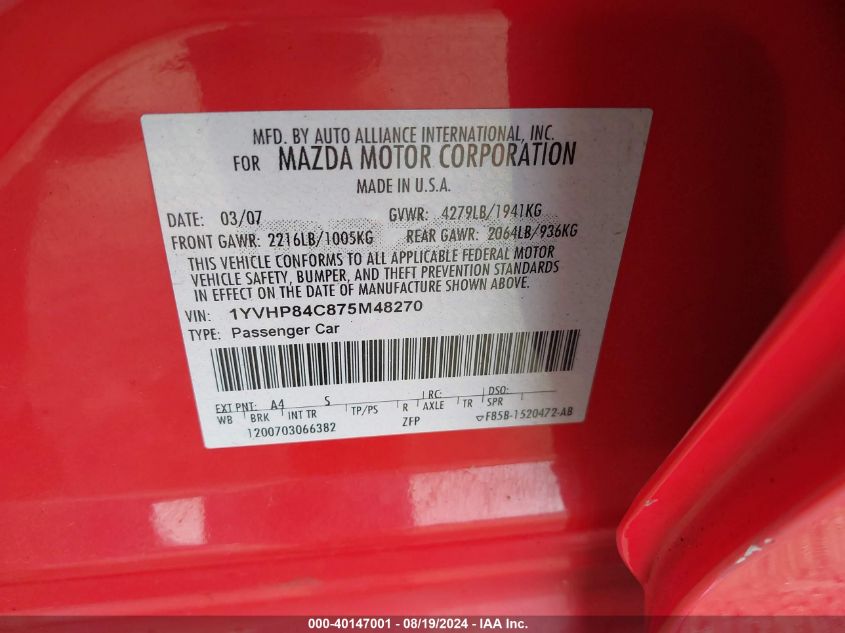 MFD. BY AUTO ALLIANCE INTERNATIONAL, INC.
FOR MAZDA MOTOR CORPORATION
MADE IN U.S.A.
DATE: 03/07 GVWR: 4279LB/1941KG
FRONT GAWR: 2216LB/1005KG REAR GAWR: 2064LB/936KG
THIS VEHICLE CONFORMS TO ALL APPLICABLE FEDERAL MOTOR
VEHICLE SAFETY, BUMPER, AND THEFT PREVENTION STANDARDS
IN EFFECT ON THE DATE OF MANUFACTURE SHOWN ABOVE.
VIN: 1YVHP84C875M48270
TYPE: Passenger Car
EXT PNT: A4 S RC: DSO:
WB BRK INT TR TP/PS R AXLE TR SPR
1200703066382 ZFP F85B-1520472-AB
000-40147001 - 08/19/2024 - IAA Inc.